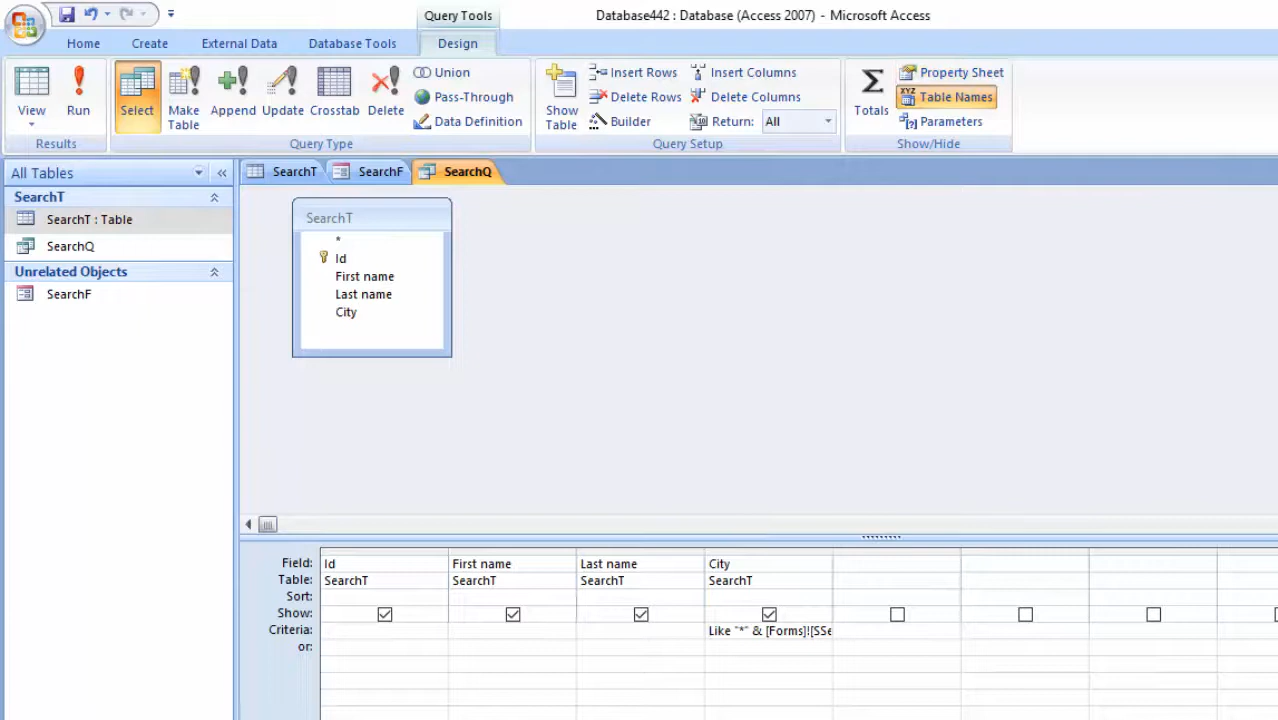 Query Tools
Database442 : Database (Access 2007) - Microsoft Access
Home Create External Data Database Tools Design
View
Run
Select
Make Table
Append
Update
Crosstab
Delete
Union
Pass-Through
Data Definition
Show Table
Insert Rows
Delete Rows
Builder
Insert Columns
Delete Columns
Return: All
Totals
Property Sheet
Table Names
Parameters
Results Query Type Query Setup Show/Hide
All Tables
SearchT
SearchT : Table
SearchQ
Unrelated Objects
SearchF
SearchT SearchF SearchQ
SearchT
*
Id
First name
Last name
City
Field: Id First name Last name City
Table: SearchT SearchT SearchT SearchT
Sort:
Show:
Criteria: Like "*" & [Forms]![SSe
or: